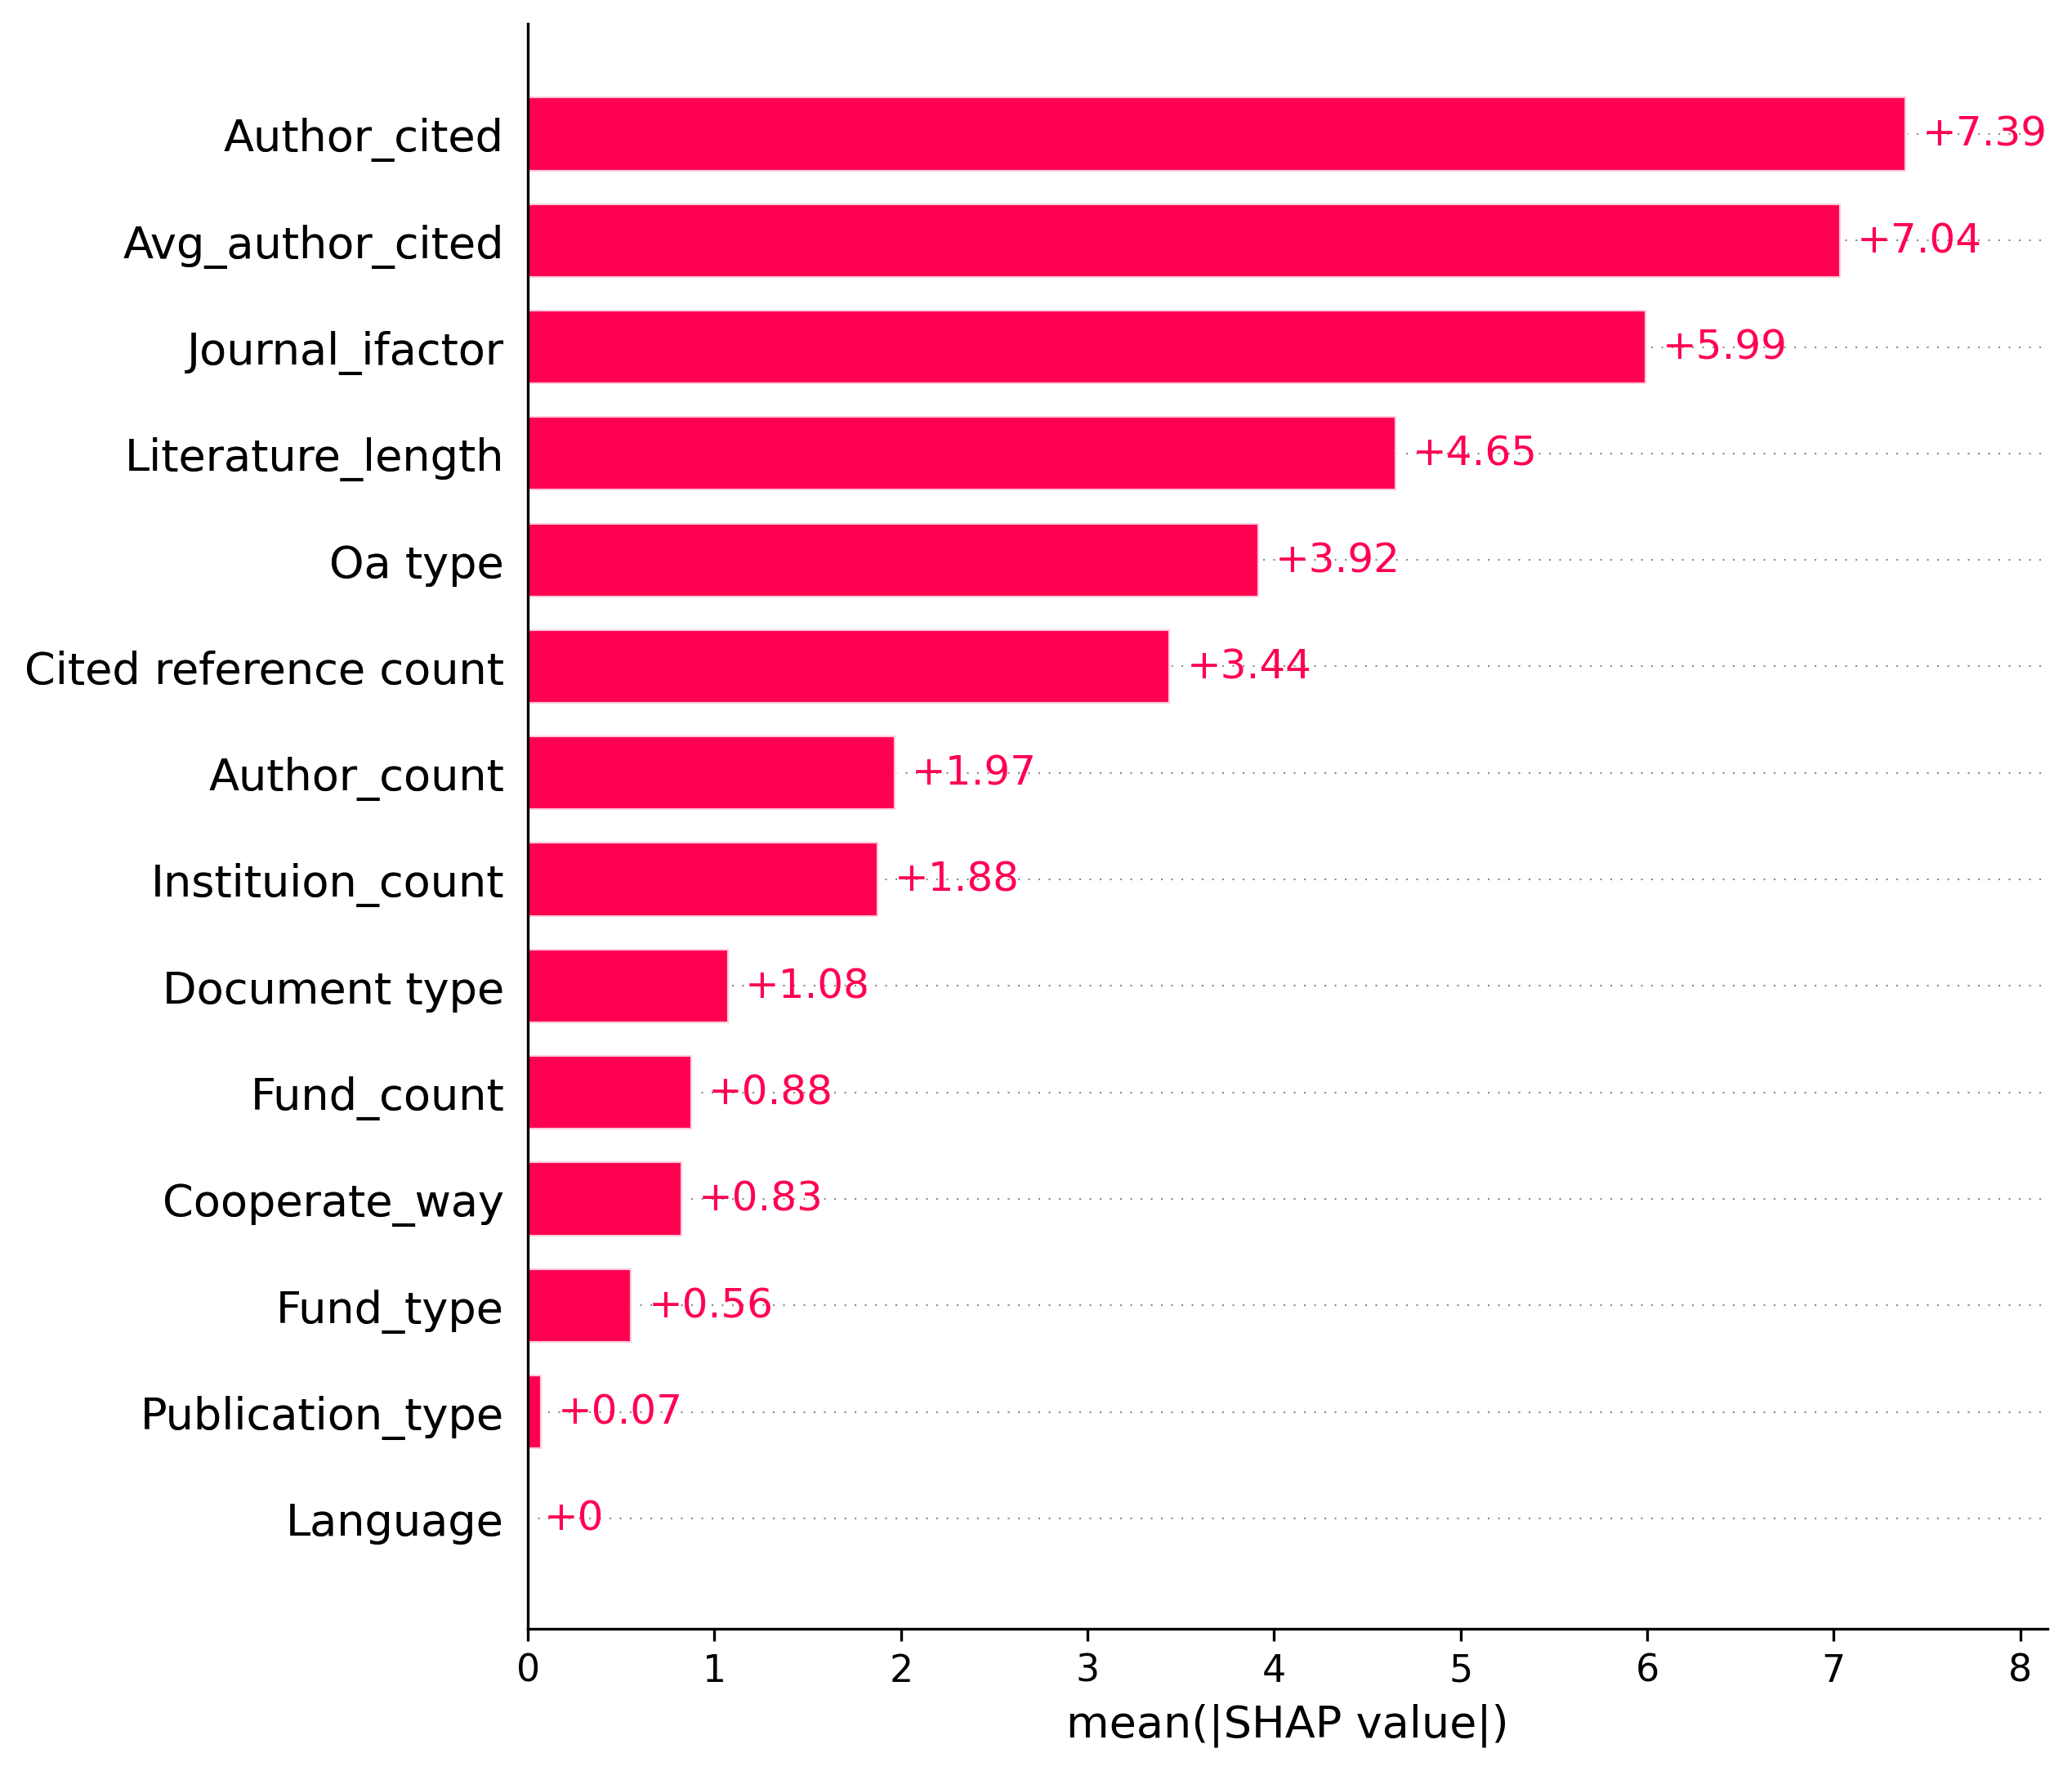 Author_cited +7.39
Avg_author_cited +7.04
Journal_ifactor +5.99
Literature_length +4.65
Oa type +3.92
Cited reference count +3.44
Author_count +1.97
Instituion_count +1.88
Document type +1.08
Fund_count +0.88
Cooperate_way +0.83
Fund_type +0.56
Publication_type +0.07
Language +0
0 1 2 3 4 5 6 7 8
mean(|SHAP value|)